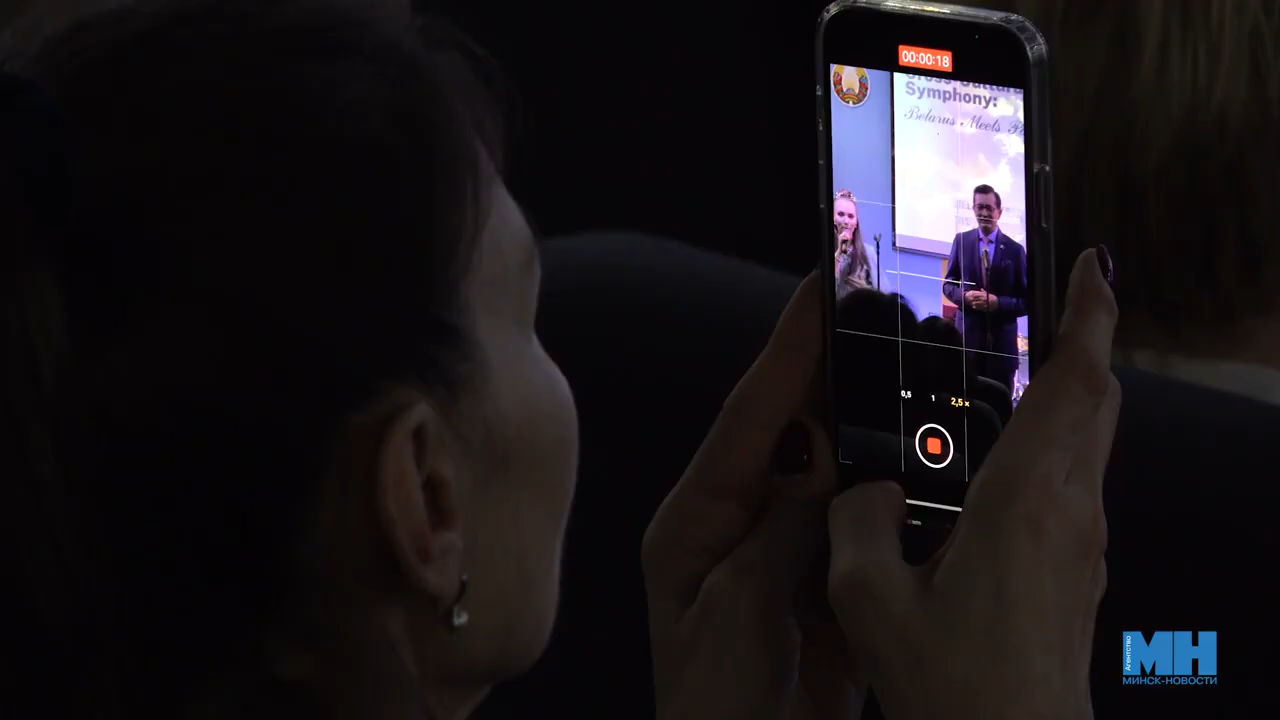 00:00:18
Symphony:
Belarus Meets
0,5 1 2,5×
Агентство
МН
МИНСК-НОВОСТИ